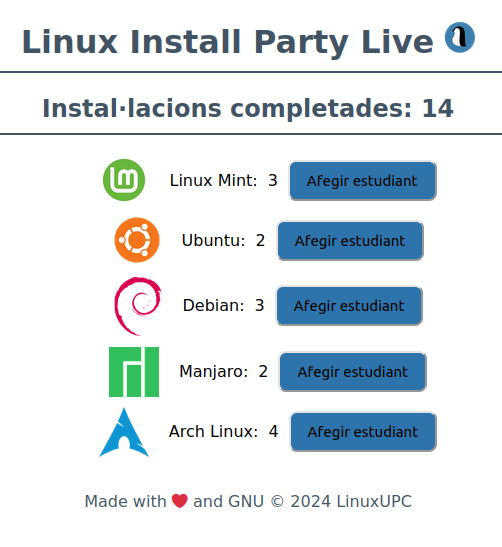 Linux Install Party Live
Instal·lacions completades: 14
Linux Mint: 3 Afegir estudiant
Ubuntu: 2 Afegir estudiant
Debian: 3 Afegir estudiant
Manjaro: 2 Afegir estudiant
Arch Linux: 4 Afegir estudiant
Made with ❤️ and GNU © 2024 LinuxUPC